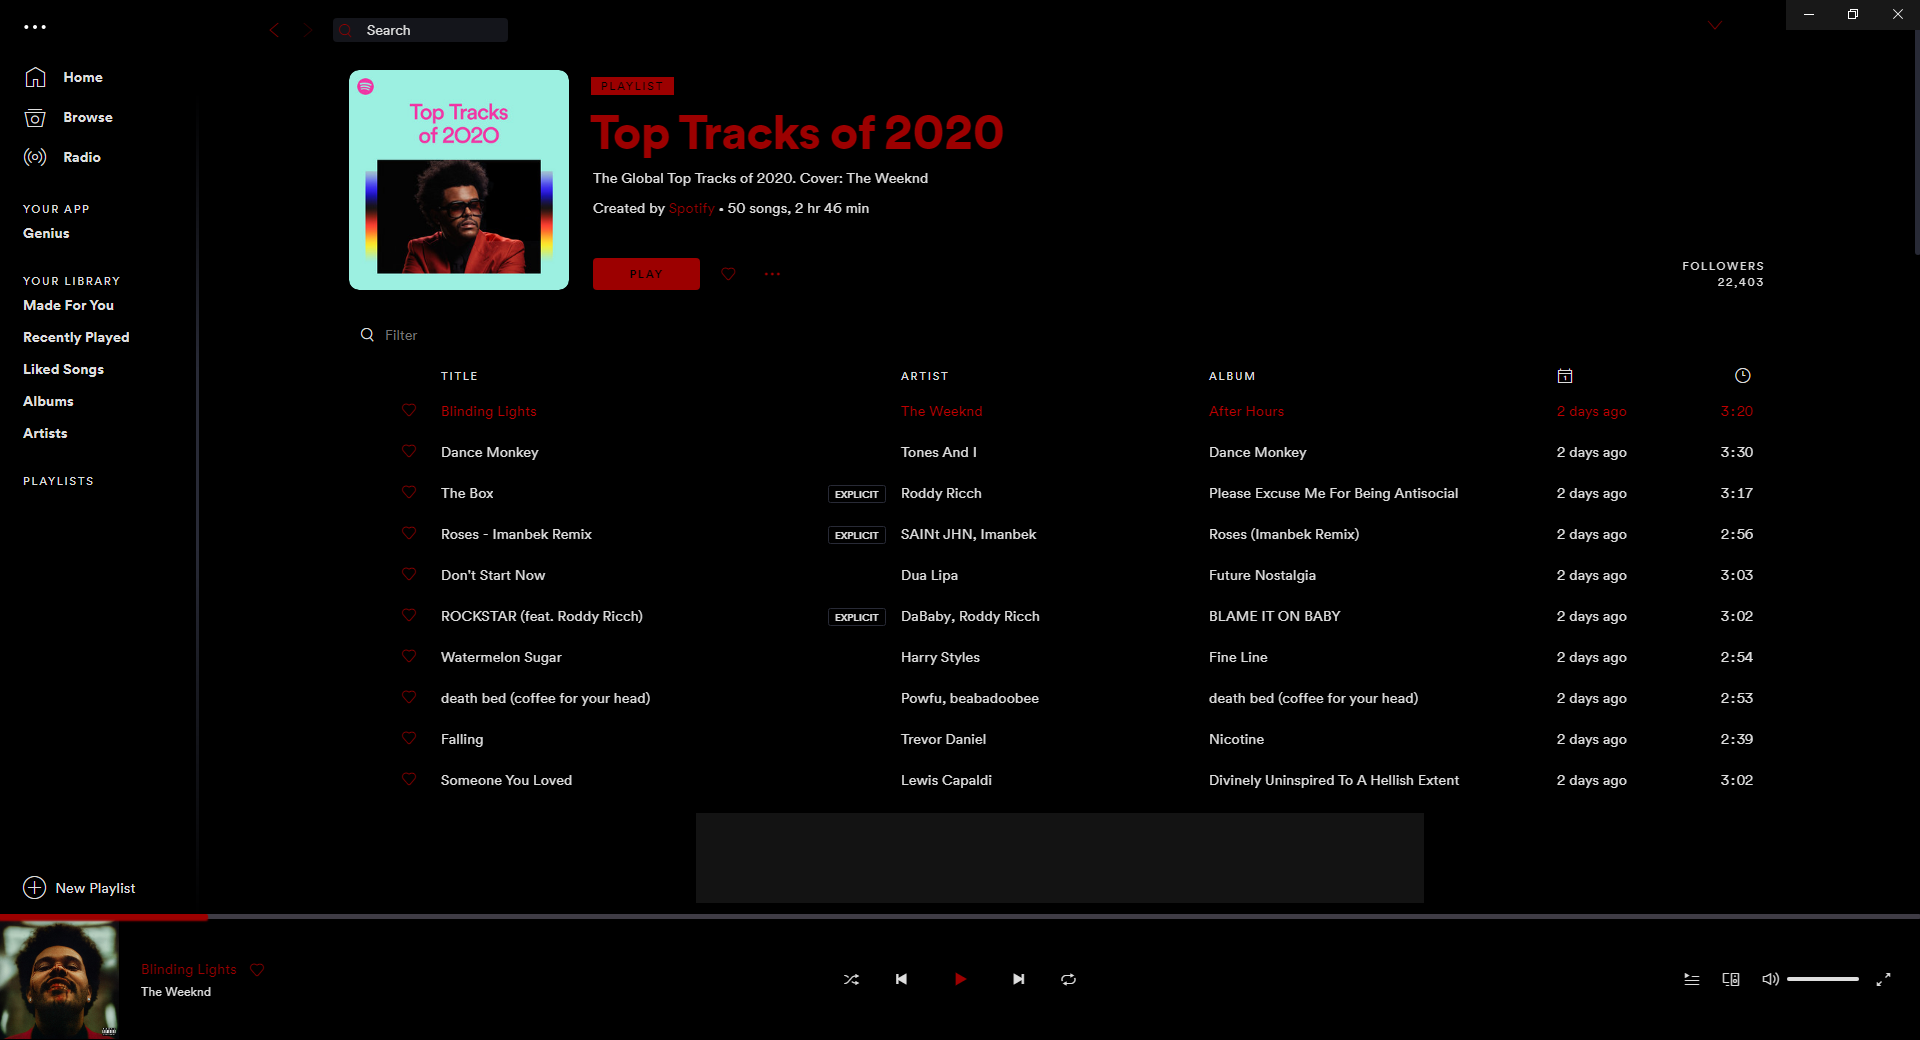 Search
Home
Browse
Radio
YOUR APP
Genius
YOUR LIBRARY
Made For You
Recently Played
Liked Songs
Albums
Artists
PLAYLISTS
New Playlist
Top Tracks
of 2020
PLAYLIST
Top Tracks of 2020
The Global Top Tracks of 2020. Cover: The Weeknd
Created by Spotify • 50 songs, 2 hr 46 min
PLAY
FOLLOWERS
22,403
Filter
TITLE ARTIST ALBUM
Blinding Lights The Weeknd After Hours 2 days ago 3:20
Dance Monkey Tones And I Dance Monkey 2 days ago 3:30
The Box EXPLICIT Roddy Ricch Please Excuse Me For Being Antisocial 2 days ago 3:17
Roses - Imanbek Remix EXPLICIT SAINt JHN, Imanbek Roses (Imanbek Remix) 2 days ago 2:56
Don't Start Now Dua Lipa Future Nostalgia 2 days ago 3:03
ROCKSTAR (feat. Roddy Ricch) EXPLICIT DaBaby, Roddy Ricch BLAME IT ON BABY 2 days ago 3:02
Watermelon Sugar Harry Styles Fine Line 2 days ago 2:54
death bed (coffee for your head) Powfu, beabadoobee death bed (coffee for your head) 2 days ago 2:53
Falling Trevor Daniel Nicotine 2 days ago 2:39
Someone You Loved Lewis Capaldi Divinely Uninspired To A Hellish Extent 2 days ago 3:02
Blinding Lights
The Weeknd